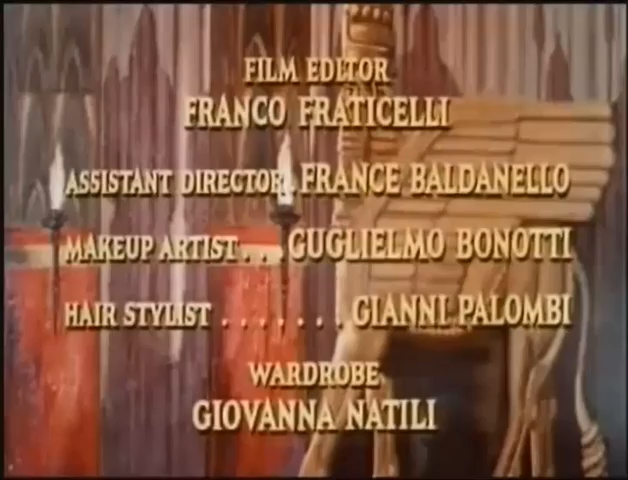 FILM EDITOR
FRANCO FRATICELLI
ASSISTANT DIRECTOR. FRANCE BALDANELLO
MAKEUP ARTIST . . . GUGLIELMO BONOTTI
HAIR STYLIST . . . . . . . GIANNI PALOMBI
WARDROBE
GIOVANNA NATILI